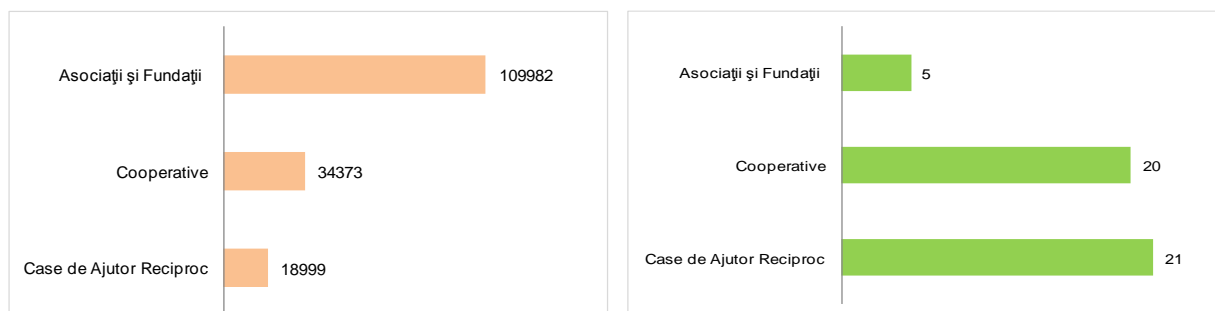 Asociaţii şi Fundaţii 109982
Cooperative 34373
Case de Ajutor Reciproc 18999
Asociaţii şi Fundaţii 5
Cooperative 20
Case de Ajutor Reciproc 21